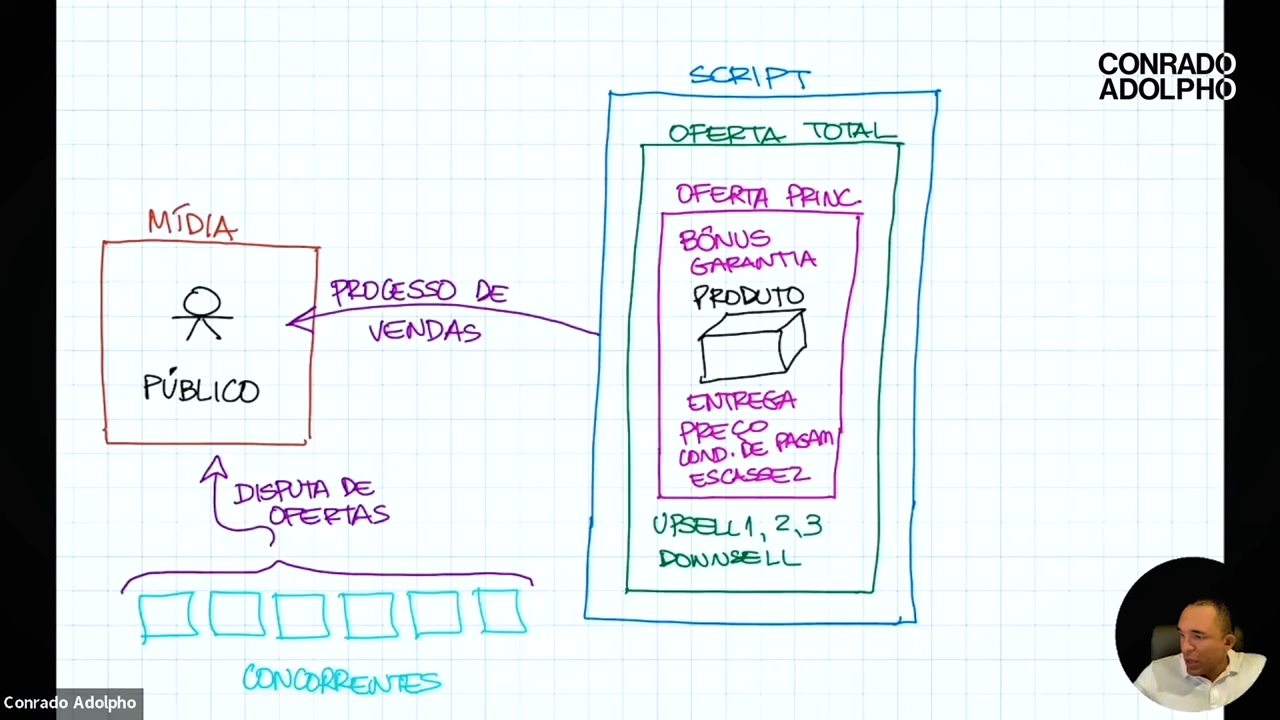 CONRADO
ADOLPHO
SCRIPT
OFERTA TOTAL
OFERTA PRINC.
BÔNUS
GARANTIA
PRODUTO
ENTREGA
PREÇO
COND. DE PAGAM
ESCASSEZ
UPSELL 1, 2, 3
DOWNSELL
MÍDIA
PÚBLICO
PROCESSO DE
VENDAS
DISPUTA DE
OFERTAS
CONCORRENTES
Conrado Adolpho